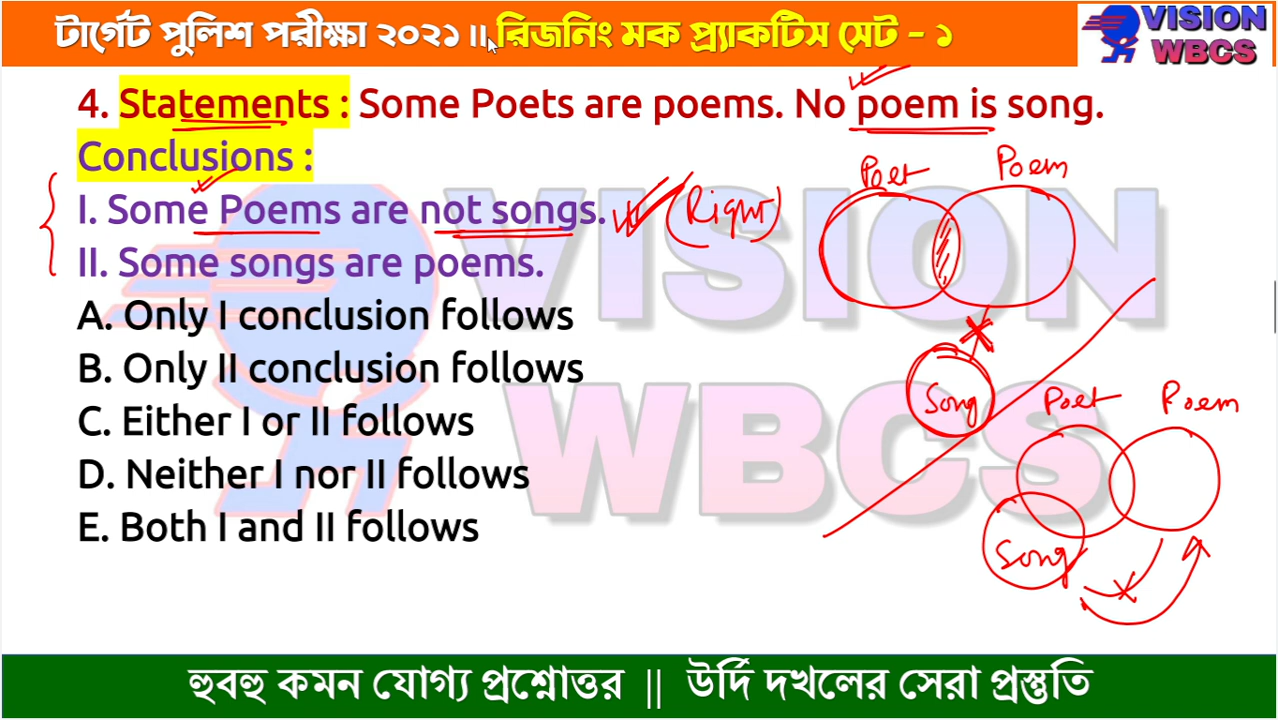 টার্গেট পুলিশ পরীক্ষা ২০২১ ॥ রিজনিং মক প্র্যাকটিস সেট - ১
VISION
WBCS
4. Statements : Some Poets are poems. No poem is song.
Conclusions :
I. Some Poems are not songs. (Right)
II. Some songs are poems.
A. Only I conclusion follows
B. Only II conclusion follows
C. Either I or II follows
D. Neither I nor II follows
E. Both I and II follows
Poet Poem
Song
Poet Poem
Song
VISION
WBCS
হুবহু কমন যোগ্য প্রশ্নোত্তর || উর্দি দখলের সেরা প্রস্তুতি